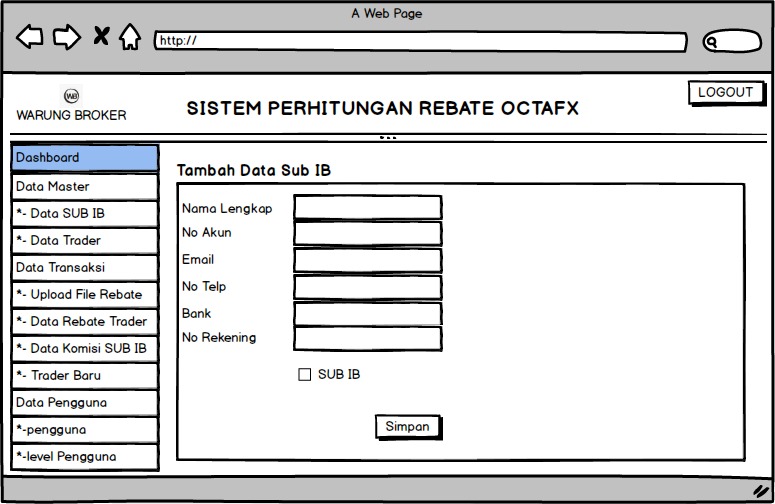 A Web Page
http://
WB
WARUNG BROKER
SISTEM PERHITUNGAN REBATE OCTAFX
LOGOUT
Dashboard
Data Master
*- Data SUB IB
*- Data Trader
Data Transaksi
*- Upload File Rebate
*- Data Rebate Trader
*- Data Komisi SUB IB
*- Trader Baru
Data Pengguna
*-pengguna
*-level Pengguna
Tambah Data Sub IB
Nama Lengkap
No Akun
Email
No Telp
Bank
No Rekening
SUB IB
Simpan